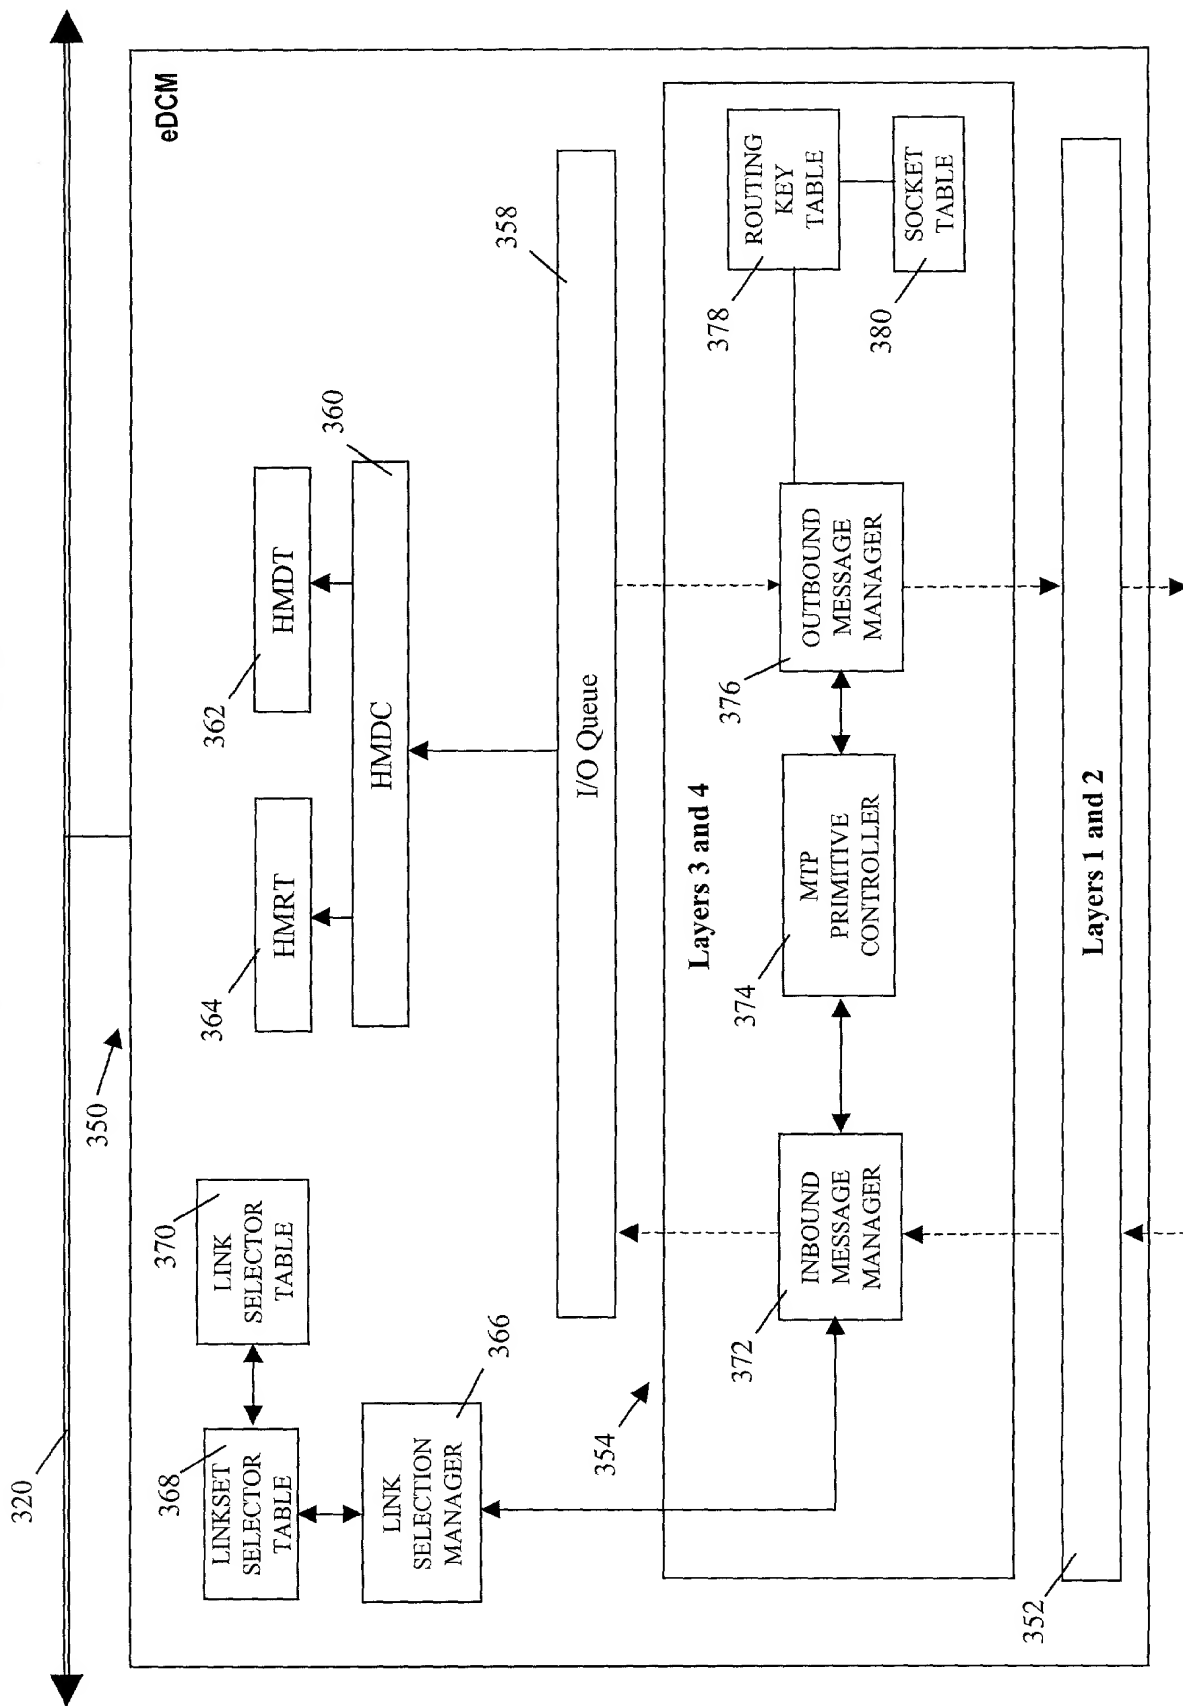 320
eDCM
350
368
LINKSET
SELECTOR
TABLE
370
LINK
SELECTOR
TABLE
364
HMRT
362
HMDT
360
HMDC
LINK
SELECTION
MANAGER
366
358
I/O Queue
354
Layers 3 and 4
372
INBOUND
MESSAGE
MANAGER
374
MTP
PRIMITIVE
CONTROLLER
376
OUTBOUND
MESSAGE
MANAGER
378
ROUTING
KEY
TABLE
380
SOCKET
TABLE
352
Layers 1 and 2